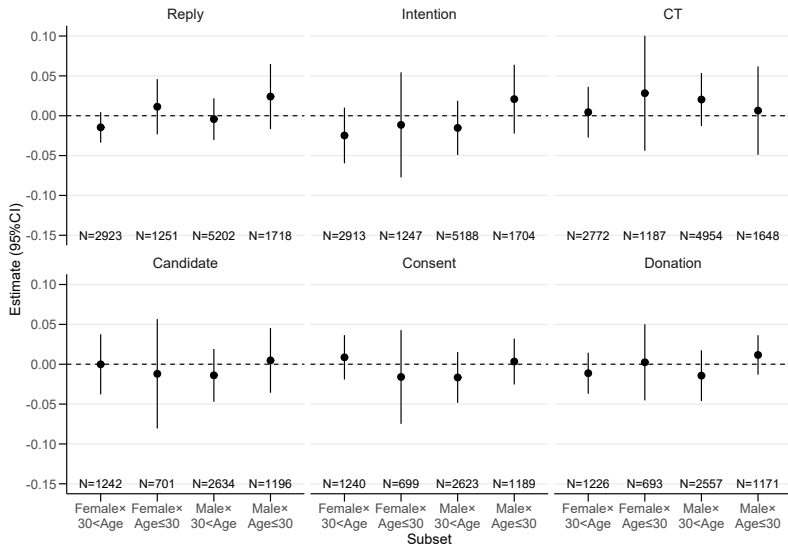 Reply
Intention
CT
0.10
0.05
0.00
-0.05
-0.10
-0.15
N=2923 N=1251 N=5202 N=1718
N=2913 N=1247 N=5188 N=1704
N=2772 N=1187 N=4954 N=1648
Estimate (95%CI)
Candidate
Consent
Donation
0.10
0.05
0.00
-0.05
-0.10
-0.15
N=1242 N=701 N=2634 N=1196
N=1240 N=699 N=2623 N=1189
N=1226 N=693 N=2557 N=1171
Female× Female× Male× Male×
30<Age Age≤30 30<Age Age≤30
Female× Female× Male× Male×
30<Age Age≤30 30<Age Age≤30
Female× Female× Male× Male×
30<Age Age≤30 30<Age Age≤30
Subset